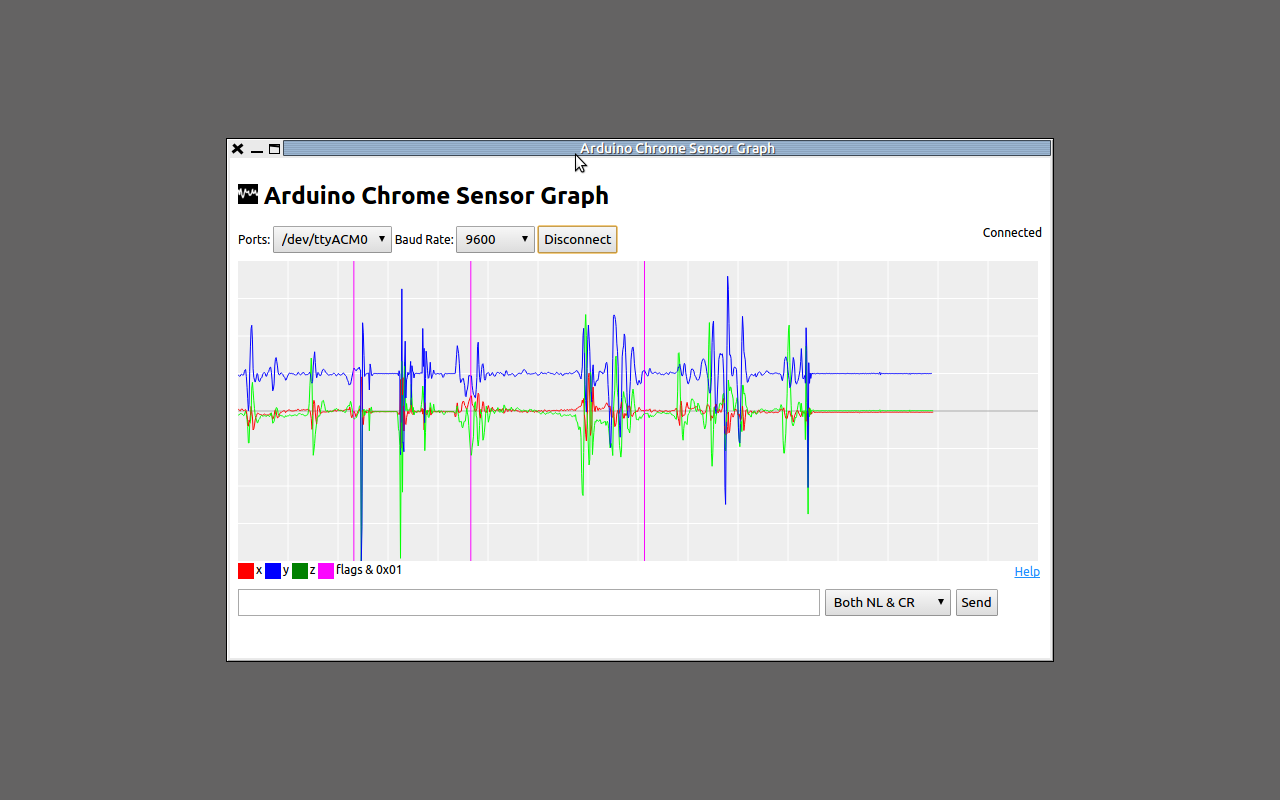 Arduino Chrome Sensor Graph
Arduino Chrome Sensor Graph
Ports: /dev/ttyACM0 Baud Rate: 9600 Disconnect Connected
x y z flags & 0x01 Help
Both NL & CR Send